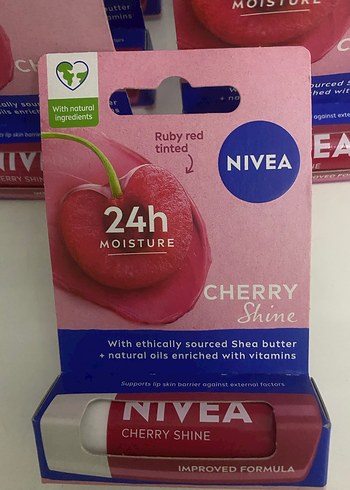 MOISTURE
With natural
ingredients
Ruby red
tinted
NIVEA
24h
MOISTURE
CHERRY
Shine
With ethically sourced Shea butter
+ natural oils enriched with vitamins
Supports lip skin barrier against external factors
NIVEA
CHERRY SHINE
IMPROVED FORMULA